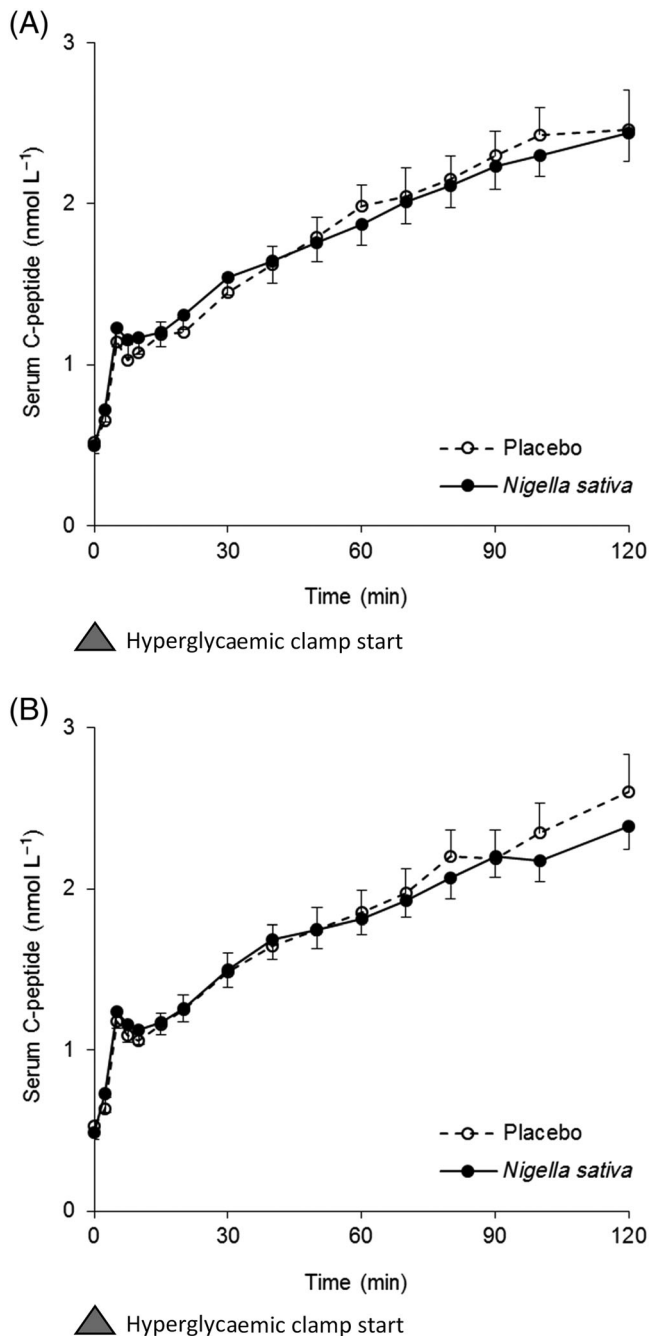 (A)
3
2
1
0
Serum C-peptide (nmol L⁻¹)
Placebo
Nigella sativa
0 30 60 90 120
Time (min)
Hyperglycaemic clamp start
(B)
3
2
1
0
Serum C-peptide (nmol L⁻¹)
Placebo
Nigella sativa
0 30 60 90 120
Time (min)
Hyperglycaemic clamp start